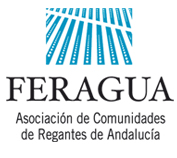 FERAGUA
Asociación de Comunidades
de Regantes de Andalucía